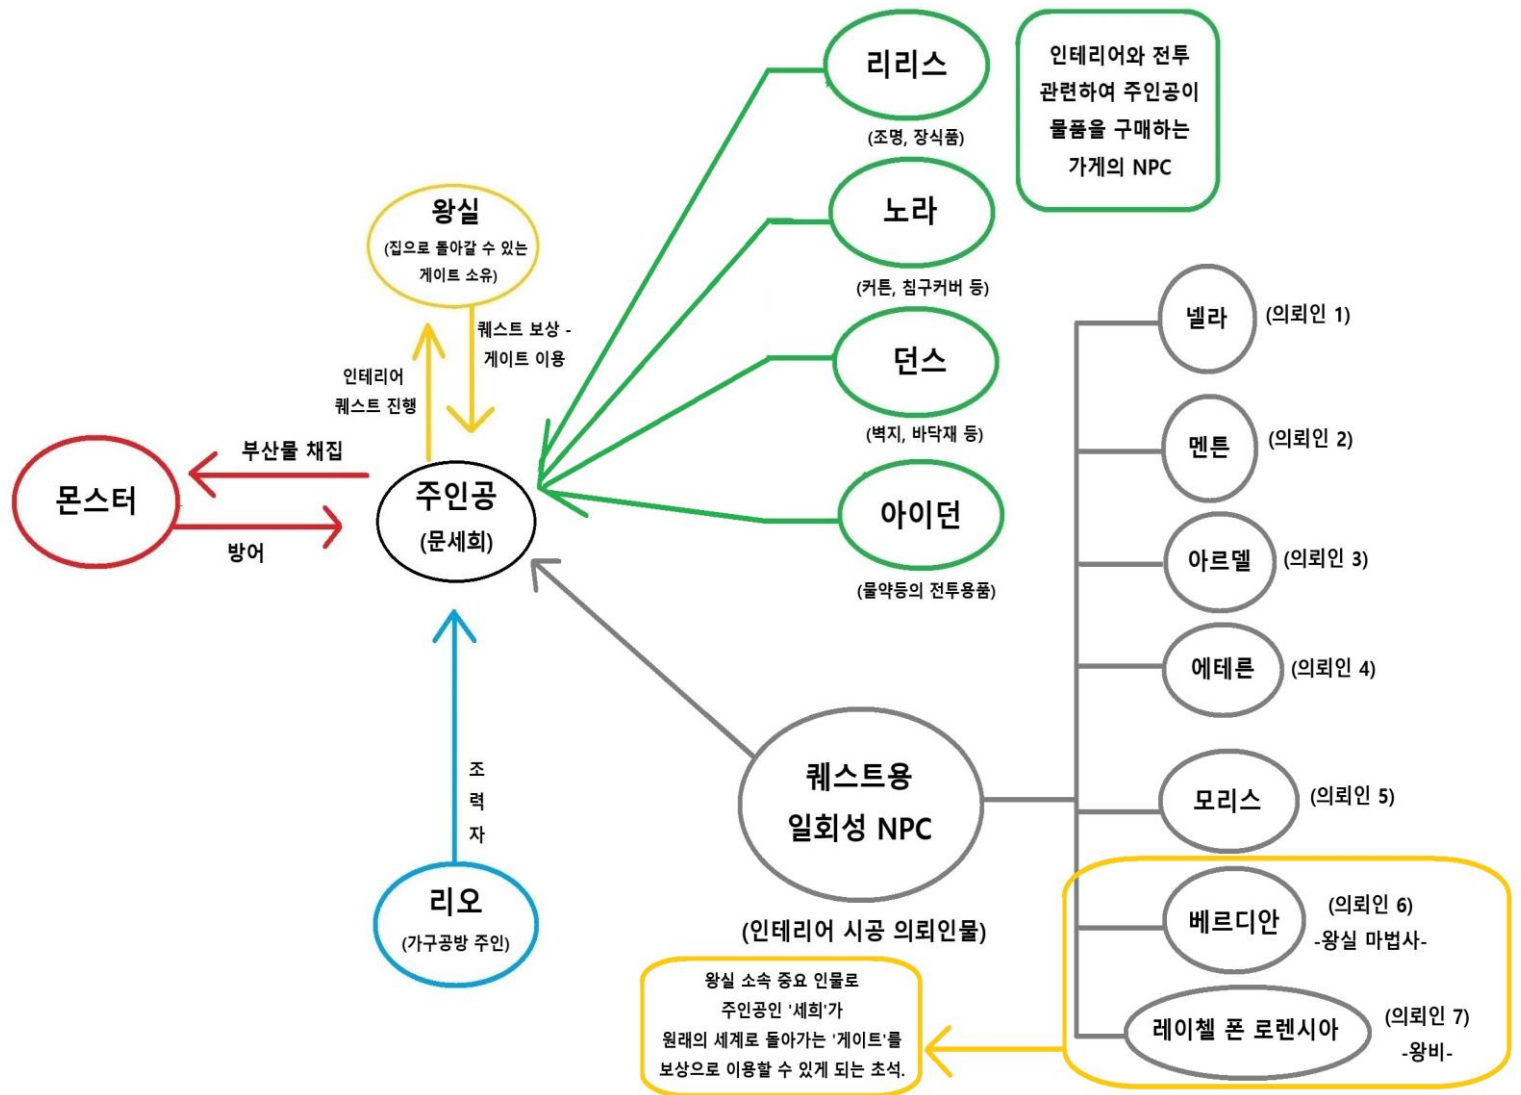 리리스
(조명, 장식품)
인테리어와 전투
관련하여 주인공이
물품을 구매하는
가게의 NPC
노라
(커튼, 침구커버 등)
던스
(벽지, 바닥재 등)
아이던
(물약등의 전투용품)
왕실
(집으로 돌아갈 수 있는
게이트 소유)
퀘스트 보상 -
게이트 이용
인테리어
퀘스트 진행
부산물 채집
몬스터
방어
주인공
(문세희)
조
력
자
리오
(가구공방 주인)
퀘스트용
일회성 NPC
(인테리어 시공 의뢰인물)
넬라
(의뢰인 1)
멘튼
(의뢰인 2)
아르델
(의뢰인 3)
에테른
(의뢰인 4)
모리스
(의뢰인 5)
베르디안
(의뢰인 6)
-왕실 마법사-
레이첼 폰 로렌시아
(의뢰인 7)
-왕비-
왕실 소속 중요 인물로
주인공인 '세희'가
원래의 세계로 돌아가는 '게이트'를
보상으로 이용할 수 있게 되는 초석.